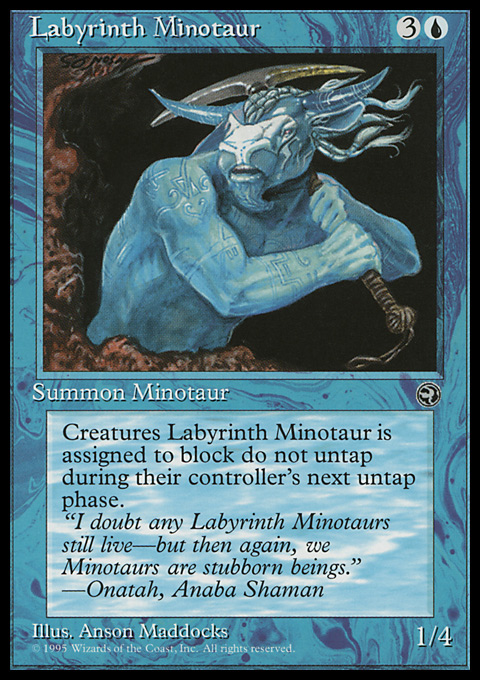 Labyrinth Minotaur 3
Summon Minotaur
Creatures Labyrinth Minotaur is
assigned to block do not untap
during their controller's next untap
phase.
"I doubt any Labyrinth Minotaurs
still live—but then again, we
Minotaurs are stubborn beings."
—Onatah, Anaba Shaman
Illus. Anson Maddocks
1/4
© 1995 Wizards of the Coast, Inc. All rights reserved.